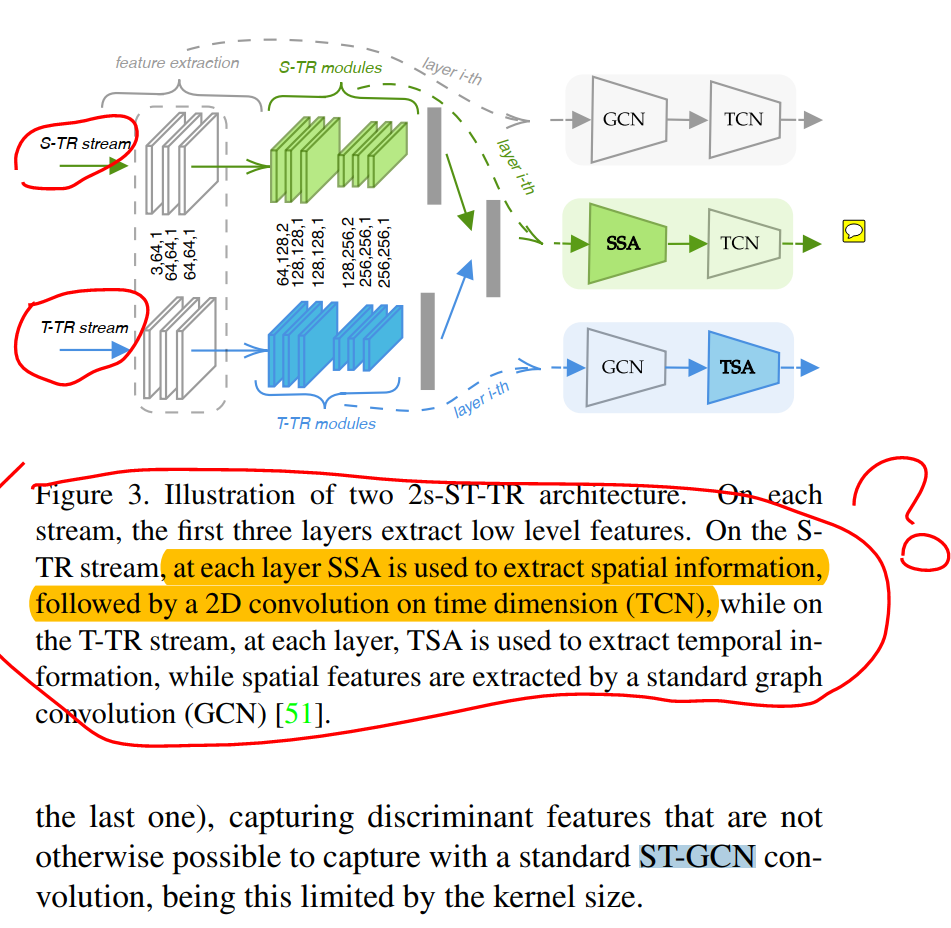 feature extraction
S-TR modules
layer i-th
S-TR stream
GCN
TCN
layer i-th
3,64,1
64,64,1
64,64,1
64,128,2
128,128,1
128,128,1
128,256,2
256,256,1
256,256,1
SSA
TCN
T-TR stream
GCN
TSA
layer i-th
T-TR modules
Figure 3. Illustration of two 2s-ST-TR architecture. On each
stream, the first three layers extract low level features. On the S-
TR stream, at each layer SSA is used to extract spatial information,
followed by a 2D convolution on time dimension (TCN), while on
the T-TR stream, at each layer, TSA is used to extract temporal in-
formation, while spatial features are extracted by a standard graph
convolution (GCN) [51].
?
the last one), capturing discriminant features that are not
otherwise possible to capture with a standard ST-GCN con-
volution, being this limited by the kernel size.